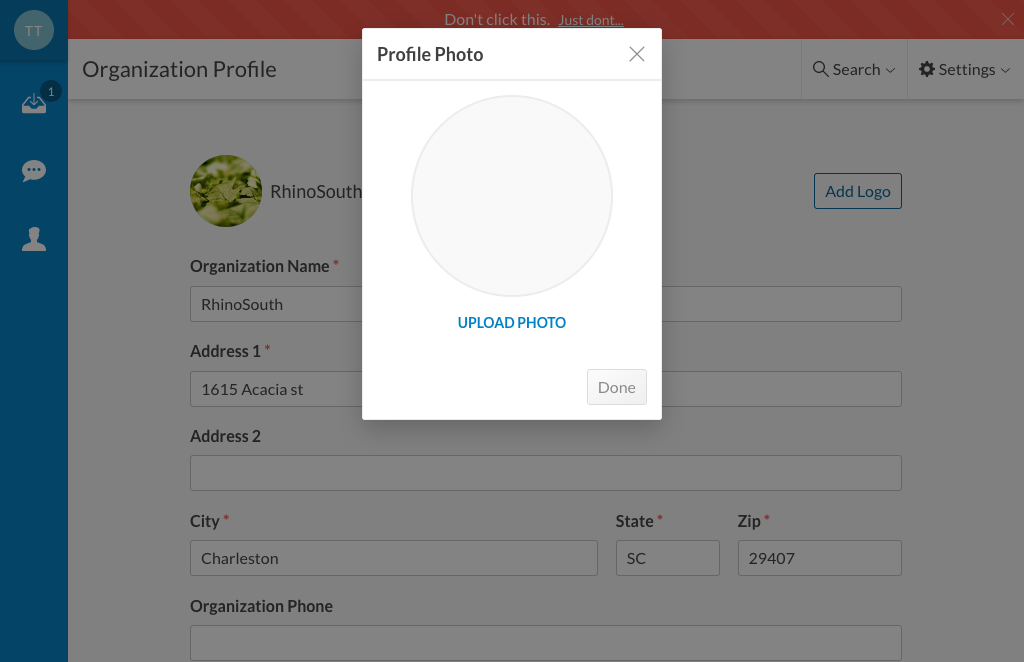 TT
Don't click this. Just dont...
1
Organization Profile
Search
Settings
Profile Photo
RhinoSouth
Add Logo
UPLOAD PHOTO
Done
Organization Name *
RhinoSouth
Address 1 *
1615 Acacia st
Address 2
City *
State *
Zip *
Charleston
SC
29407
Organization Phone